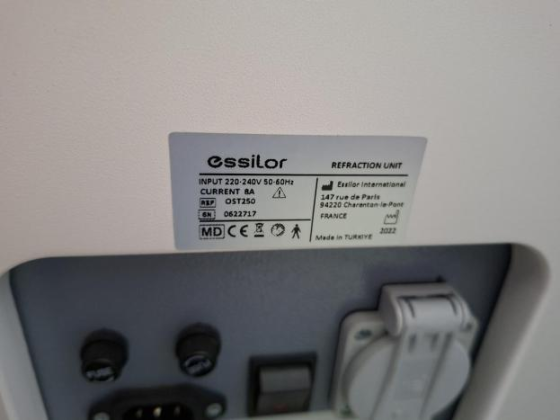 essilor
REFRACTION UNIT
INPUT 220-240V 50-60Hz
CURRENT 8A
REF OST250
SN 0622717
MD CE
Essilor International
147 rue de Paris
94220 Charenton-le-Pont
FRANCE
2022
Made in TURKIYE
FUSE